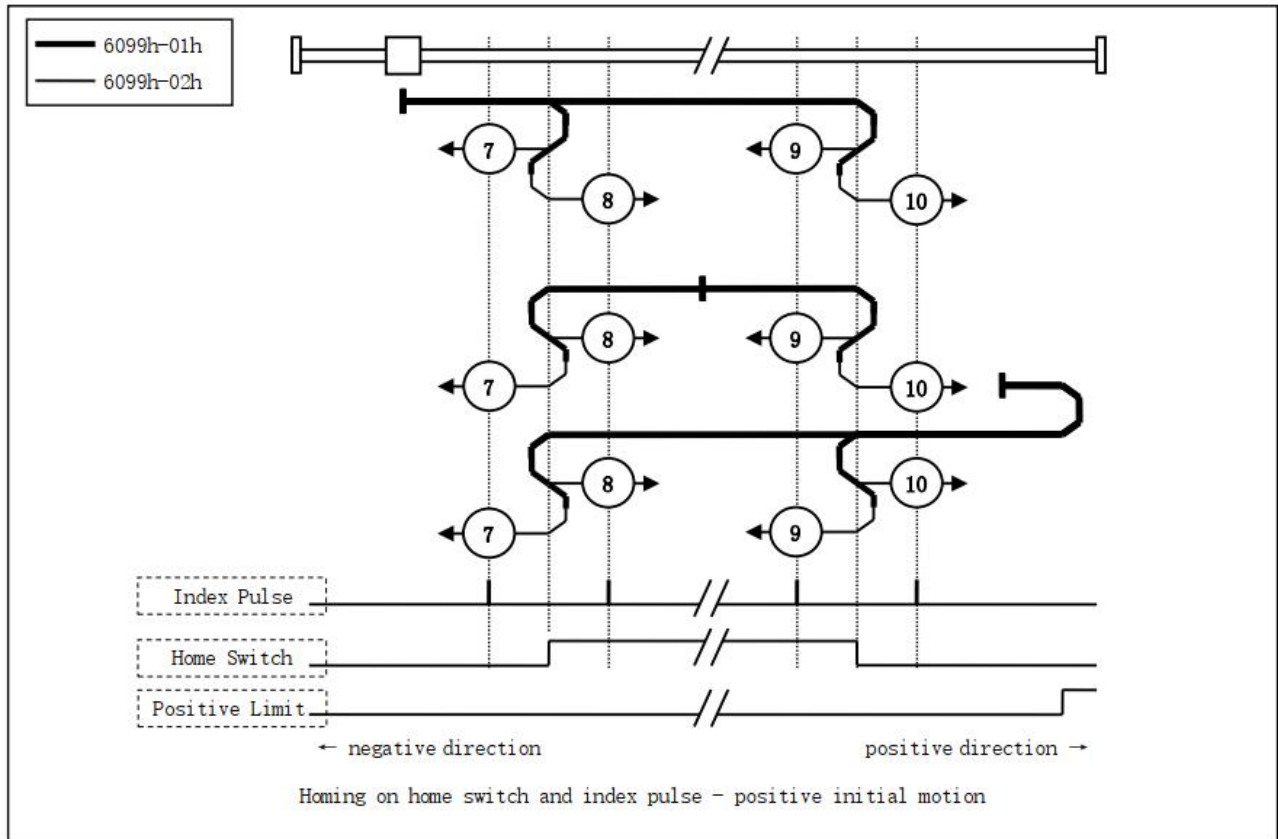 6099h-01h
6099h-02h
7
9
8
10
8
9
7
10
8
10
7
9
Index Pulse
Home Switch
Positive Limit
← negative direction
positive direction →
Homing on home switch and index pulse - positive initial motion